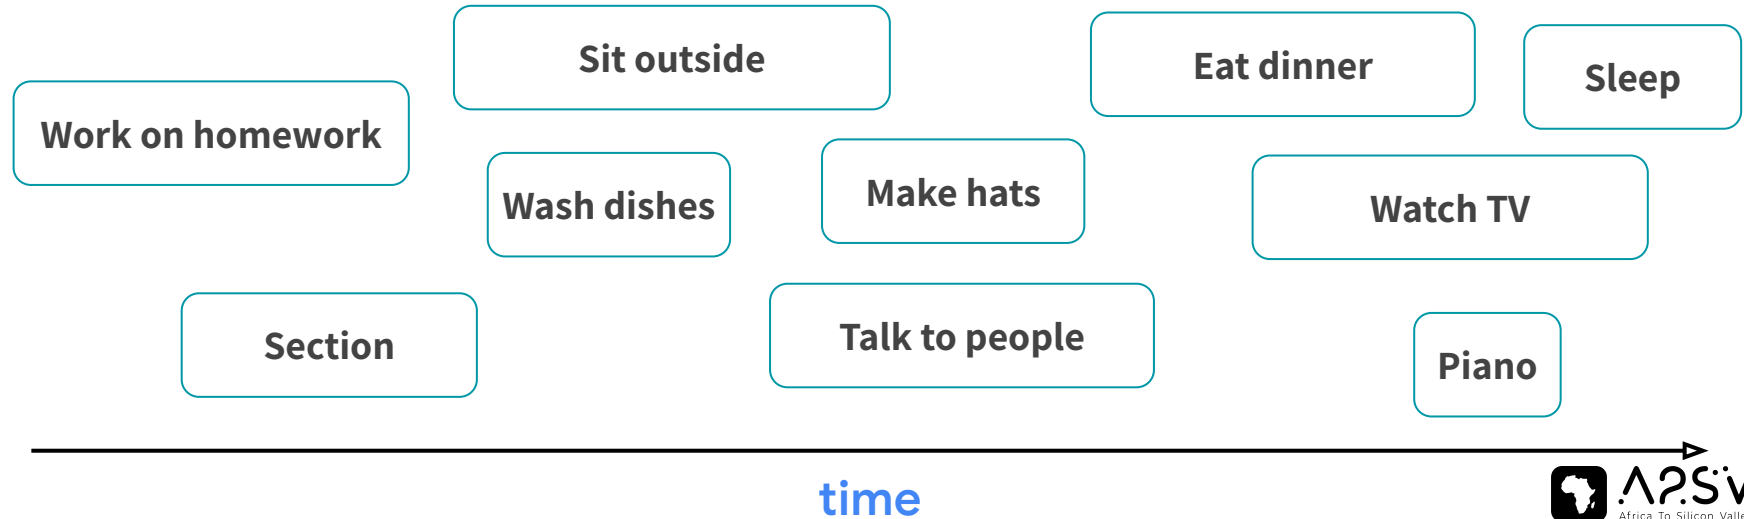 Sit outside
Eat dinner
Sleep
Work on homework
Wash dishes
Make hats
Watch TV
Section
Talk to people
Piano
time
A2SV
Africa To Silicon Valle